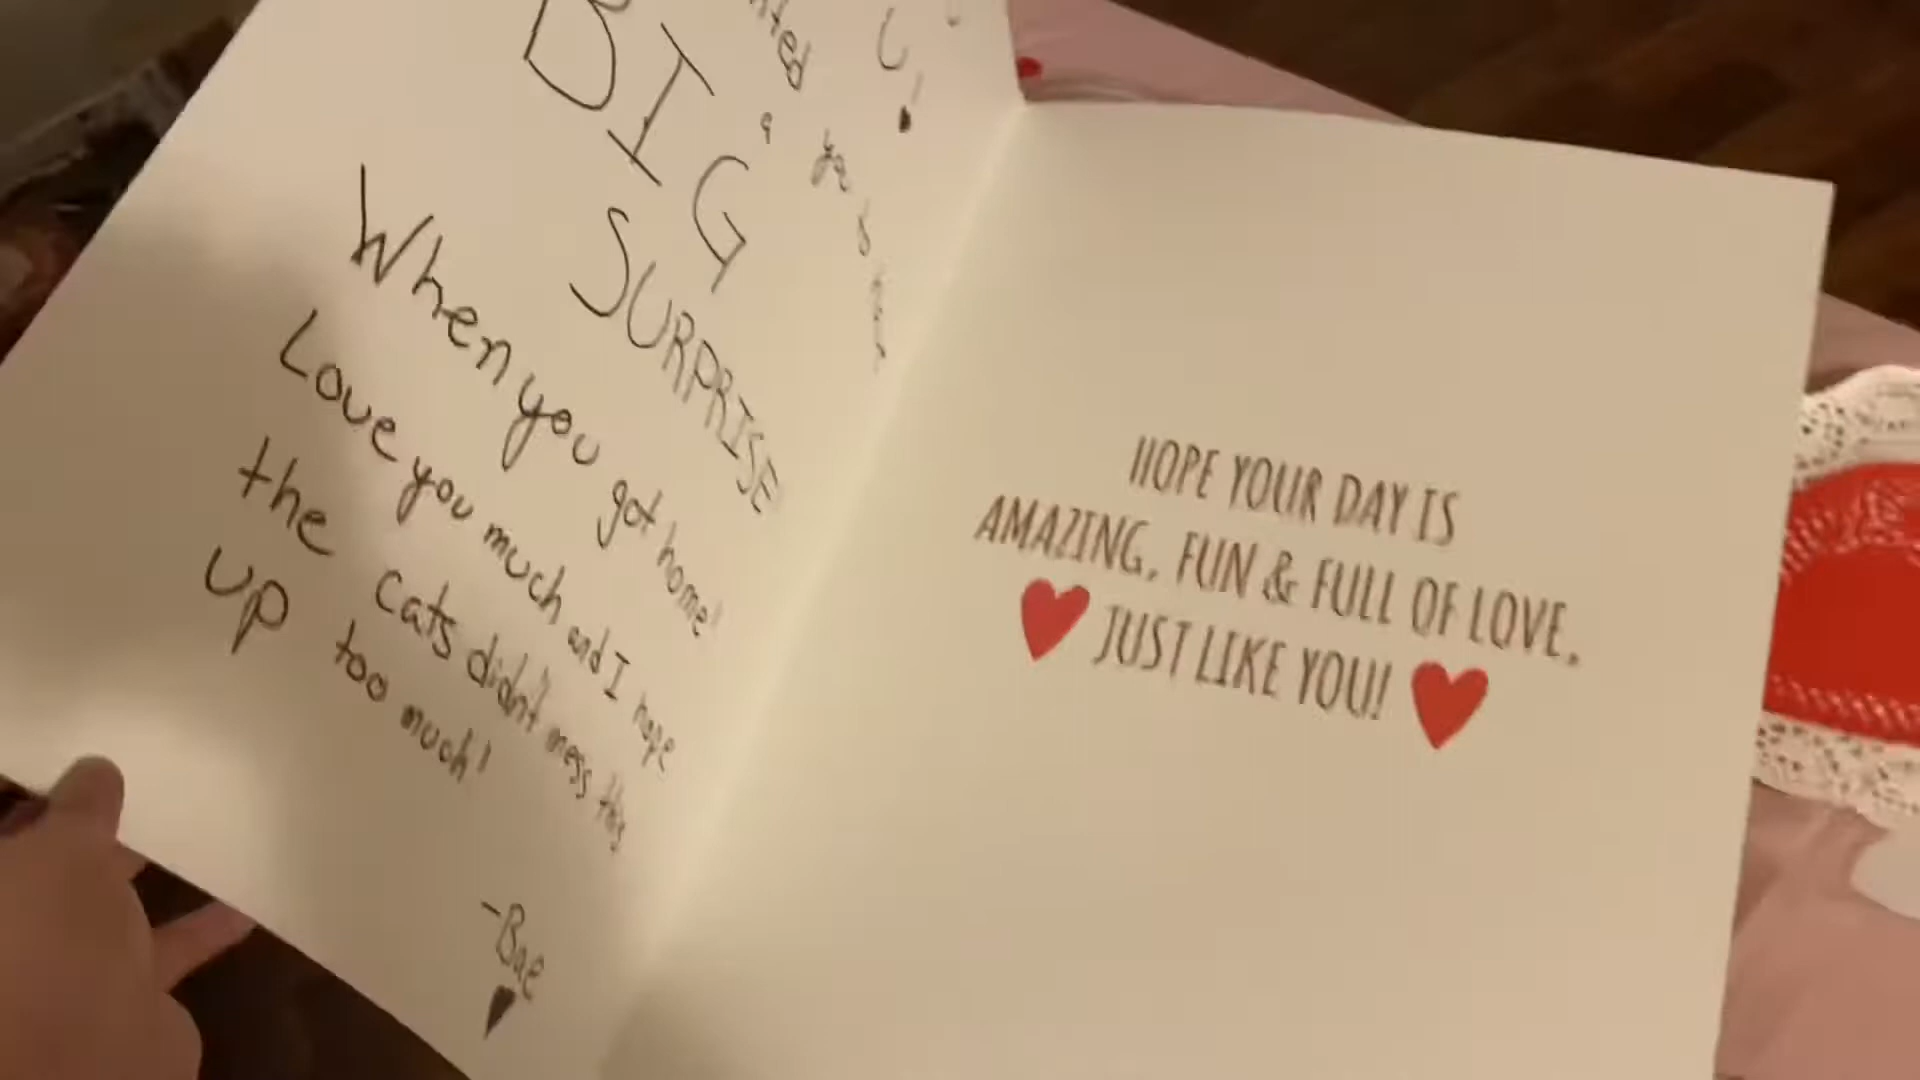 BIG
SURPRISE
When you got home!
Love you much and I hope
the cats didn't mess this
up too much!
-Bae
HOPE YOUR DAY IS
AMAZING, FUN & FULL OF LOVE,
JUST LIKE YOU!